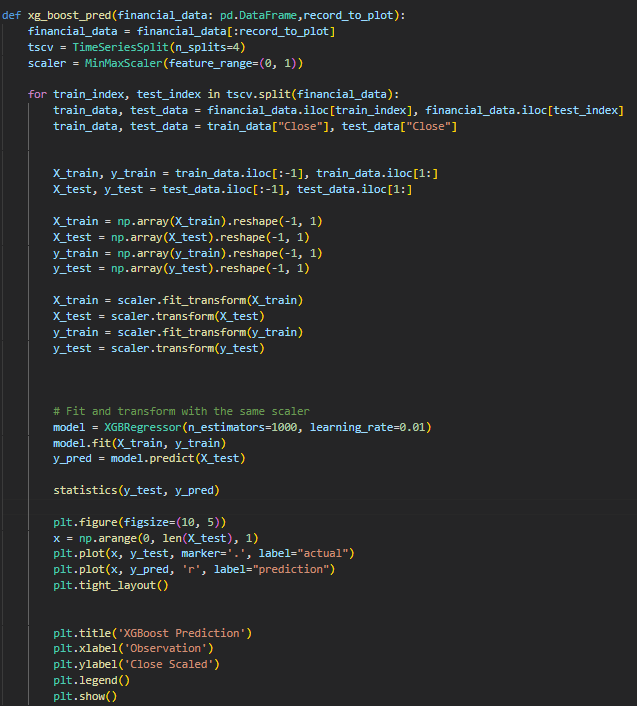 def xg_boost_pred(financial_data: pd.DataFrame,record_to_plot):
    financial_data = financial_data[:record_to_plot]
    tscv = TimeSeriesSplit(n_splits=4)
    scaler = MinMaxScaler(feature_range=(0, 1))
    for train_index, test_index in tscv.split(financial_data):
        train_data, test_data = financial_data.iloc[train_index], financial_data.iloc[test_index]
        train_data, test_data = train_data["Close"], test_data["Close"]
        X_train, y_train = train_data.iloc[:-1], train_data.iloc[1:]
        X_test, y_test = test_data.iloc[:-1], test_data.iloc[1:]
        X_train = np.array(X_train).reshape(-1, 1)
        X_test = np.array(X_test).reshape(-1, 1)
        y_train = np.array(y_train).reshape(-1, 1)
        y_test = np.array(y_test).reshape(-1, 1)
        X_train = scaler.fit_transform(X_train)
        X_test = scaler.transform(X_test)
        y_train = scaler.fit_transform(y_train)
        y_test = scaler.transform(y_test)
        # Fit and transform with the same scaler
        model = XGBRegressor(n_estimators=1000, learning_rate=0.01)
        model.fit(X_train, y_train)
        y_pred = model.predict(X_test)
        statistics(y_test, y_pred)
        plt.figure(figsize=(10, 5))
        x = np.arange(0, len(X_test), 1)
        plt.plot(x, y_test, marker='.', label="actual")
        plt.plot(x, y_pred, 'r', label="prediction")
        plt.tight_layout()
        plt.title('XGBoost Prediction')
        plt.xlabel('Observation')
        plt.ylabel('Close Scaled')
        plt.legend()
        plt.show()